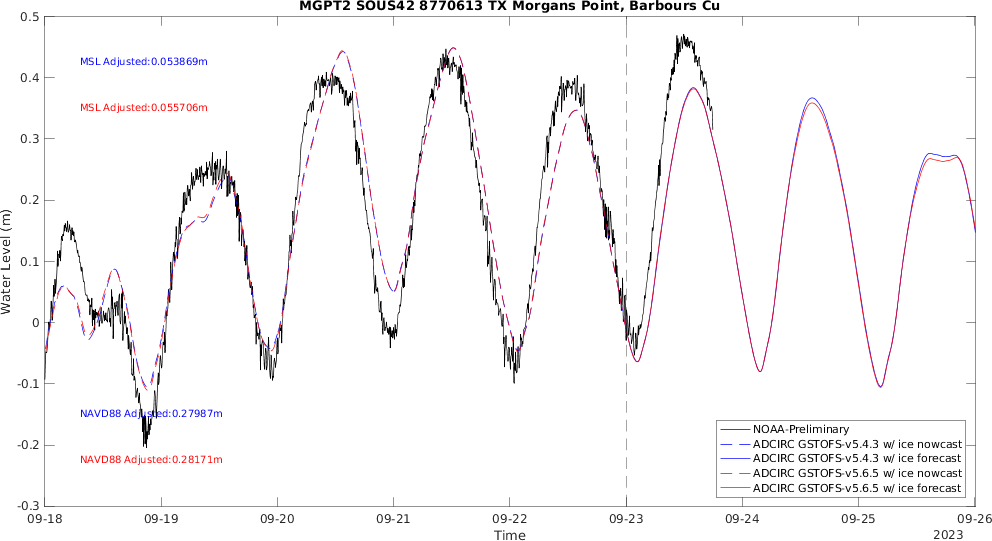 MGPT2 SOUS42 8770613 TX Morgans Point, Barbours Cu
0.5
0.4
0.3
0.2
0.1
0
-0.1
-0.2
-0.3
Water Level (m)
MSL Adjusted:0.053869m
MSL Adjusted:0.055706m
NAVD88 Adjusted:0.27987m
NAVD88 Adjusted:0.28171m
NOAA-Preliminary
ADCIRC GSTOFS-v5.4.3 w/ ice nowcast
ADCIRC GSTOFS-v5.4.3 w/ ice forecast
ADCIRC GSTOFS-v5.6.5 w/ ice nowcast
ADCIRC GSTOFS-v5.6.5 w/ ice forecast
09-18 09-19 09-20 09-21 09-22 09-23 09-24 09-25 09-26
Time
2023